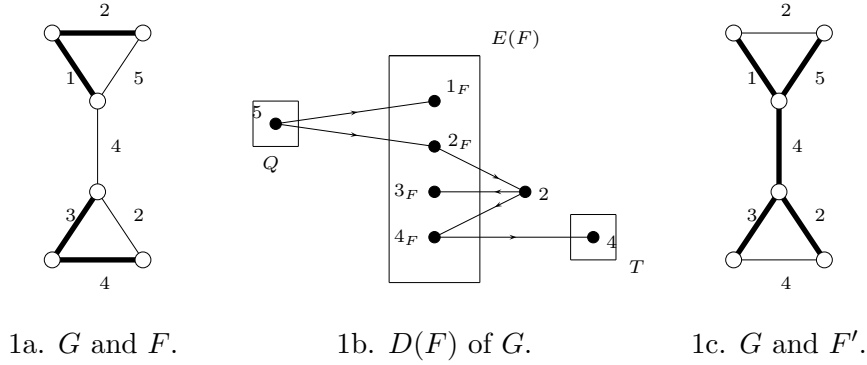 2
1
5
4
3
2
4
1a. G and F.
E(F)
5
Q
1_F
2_F
3_F
4_F
2
4
T
1b. D(F) of G.
2
1
5
4
3
2
4
1c. G and F′.